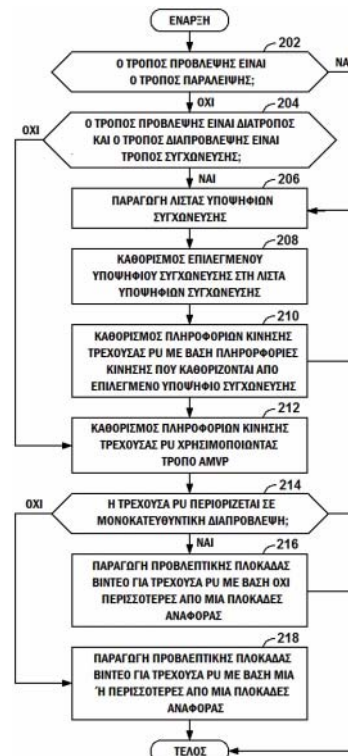 ΕΝΑΡΞΗ
202
Ο ΤΡΟΠΟΣ ΠΡΟΒΛΕΨΗΣ ΕΙΝΑΙ
Ο ΤΡΟΠΟΣ ΠΑΡΑΛΕΙΨΗΣ;
ΝΑ
ΟΧΙ
204
ΟΧΙ
Ο ΤΡΟΠΟΣ ΠΡΟΒΛΕΨΗΣ ΕΙΝΑΙ ΔΙΑΤΡΟΠΟΣ
ΚΑΙ Ο ΤΡΟΠΟΣ ΔΙΑΠΡΟΒΛΕΨΗΣ ΕΙΝΑΙ
ΤΡΟΠΟΣ ΣΥΓΧΩΝΕΥΣΗΣ;
ΝΑΙ
206
ΠΑΡΑΓΩΓΗ ΛΙΣΤΑΣ ΥΠΟΨΗΦΙΩΝ
ΣΥΓΧΩΝΕΥΣΗΣ
208
ΚΑΘΟΡΙΣΜΟΣ ΕΠΙΛΕΓΜΕΝΟΥ
ΥΠΟΨΗΦΙΟΥ ΣΥΓΧΩΝΕΥΣΗΣ ΣΤΗ ΛΙΣΤΑ
ΥΠΟΨΗΦΙΩΝ ΣΥΓΧΩΝΕΥΣΗΣ
210
ΚΑΘΟΡΙΣΜΟΣ ΠΛΗΡΟΦΟΡΙΩΝ ΚΙΝΗΣΗΣ
ΤΡΕΧΟΥΣΑΣ PU ΜΕ ΒΑΣΗ ΠΛΗΡΟΡΦΟΡΙΕΣ
ΚΙΝΗΣΗΣ ΠΟΥ ΚΑΘΟΡΙΖΟΝΤΑΙ ΑΠΟ
ΕΠΙΛΕΓΜΕΝΟ ΥΠΟΨΗΦΙΟ ΣΥΓΧΩΝΕΥΣΗΣ
212
ΚΑΘΟΡΙΣΜΟΣ ΠΛΗΡΟΦΟΡΙΩΝ ΚΙΝΗΣΗΣ
ΤΡΕΧΟΥΣΑΣ PU ΧΡΗΣΙΜΟΠΟΙΩΝΤΑΣ
ΤΡΟΠΟ AMVP
214
ΟΧΙ
Η ΤΡΕΧΟΥΣΑ PU ΠΕΡΙΟΡΙΖΕΤΑΙ ΣΕ
ΜΟΝΟΚΑΤΕΥΘΥΝΤΙΚΗ ΔΙΑΠΡΟΒΛΕΨΗ;
ΝΑΙ
216
ΠΑΡΑΓΩΓΗ ΠΡΟΒΛΕΠΤΙΚΗΣ ΠΛΟΚΑΔΑΣ
ΒΙΝΤΕΟ ΓΙΑ ΤΡΕΧΟΥΣΑ PU ΜΕ ΒΑΣΗ ΟΧΙ
ΠΕΡΙΣΣΟΤΕΡΕΣ ΑΠΟ ΜΙΑ ΠΛΟΚΑΔΕΣ
ΑΝΑΦΟΡΑΣ
218
ΠΑΡΑΓΩΓΗ ΠΡΟΒΛΕΠΤΙΚΗΣ ΠΛΟΚΑΔΑΣ
ΒΙΝΤΕΟ ΓΙΑ ΤΡΕΧΟΥΣΑ PU ΜΕ ΒΑΣΗ ΜΙΑ
Ή ΠΕΡΙΣΣΟΤΕΡΕΣ ΑΠΟ ΜΙΑ ΠΛΟΚΑΔΕΣ
ΑΝΑΦΟΡΑΣ
ΤΕΛΟΣ